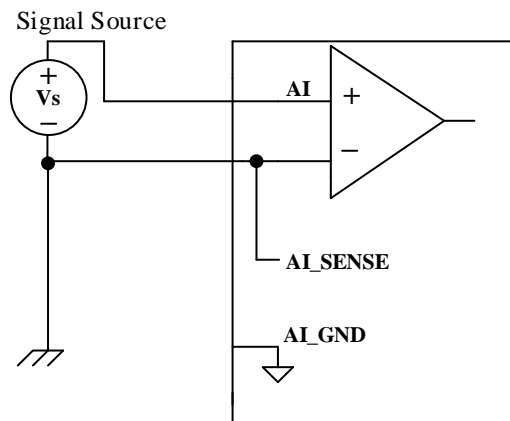 Signal Source
+
Vs
−
AI
+
−
AI_SENSE
AI_GND